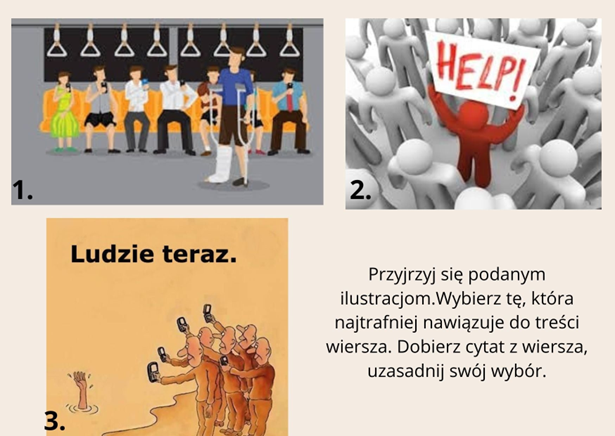 1.
HELP!
2.
Ludzie teraz.
3.
Przyjrzyj się podanym
ilustracjom.Wybierz tę, która
najtrafniej nawiązuje do treści
wiersza. Dobierz cytat z wiersza,
uzasadnij swój wybór.